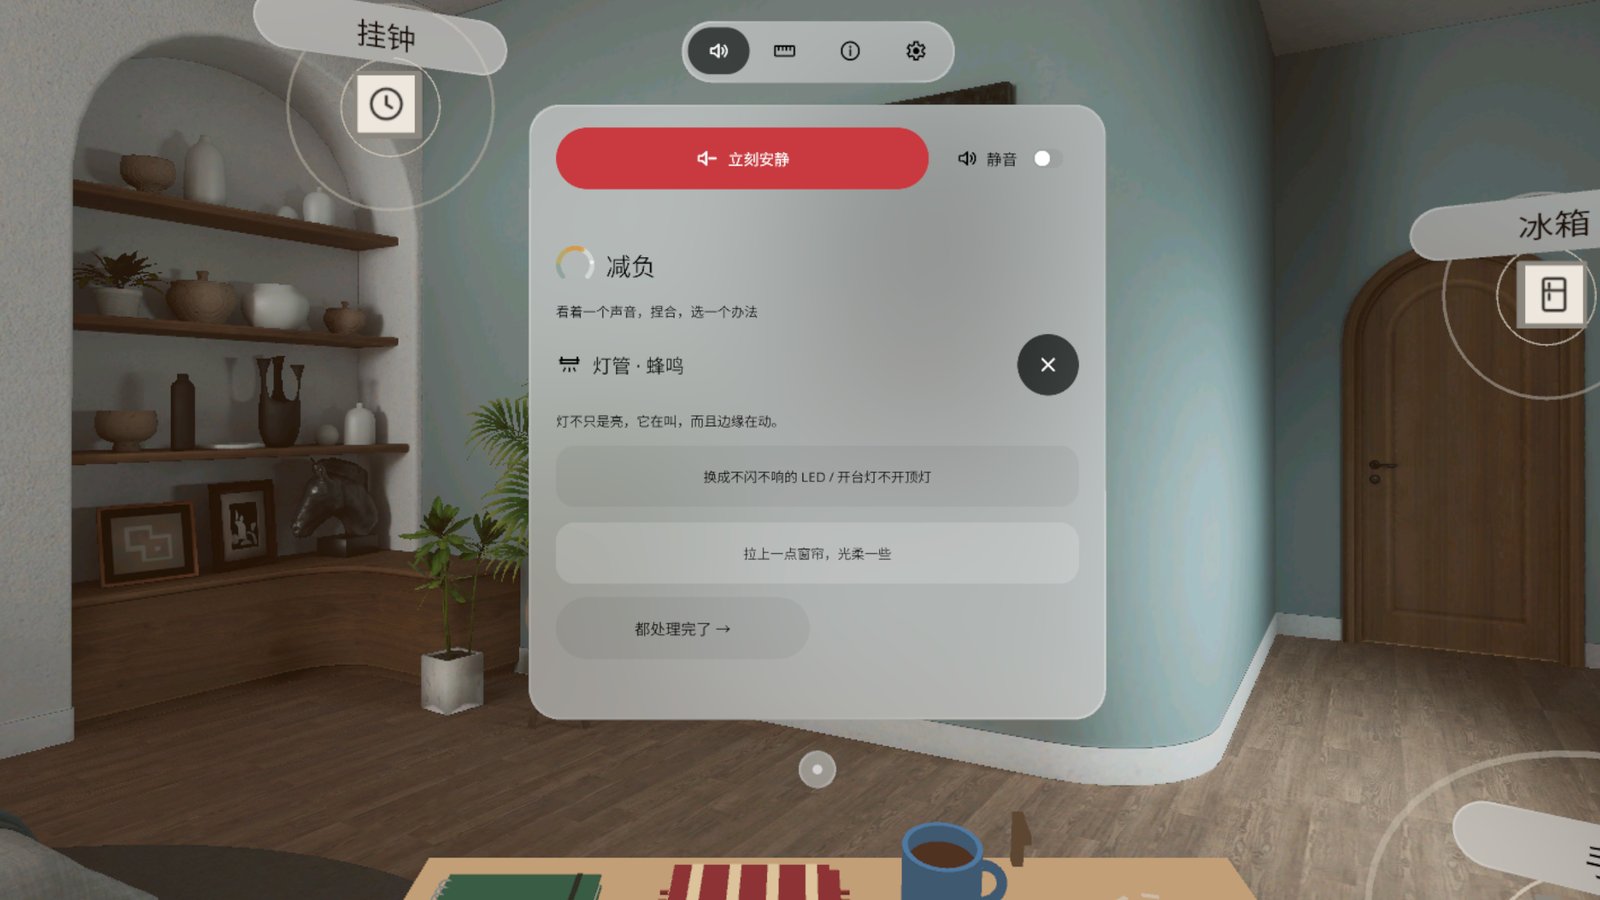 挂钟
立刻安静
静音
冰箱
减负
看着一个声音，捏合，选一个办法
灯管 · 蜂鸣
灯不只是亮，它在叫，而且边缘在动。
换成不闪不响的 LED / 开台灯不开顶灯
拉上一点窗帘，光柔一些
都处理完了 →